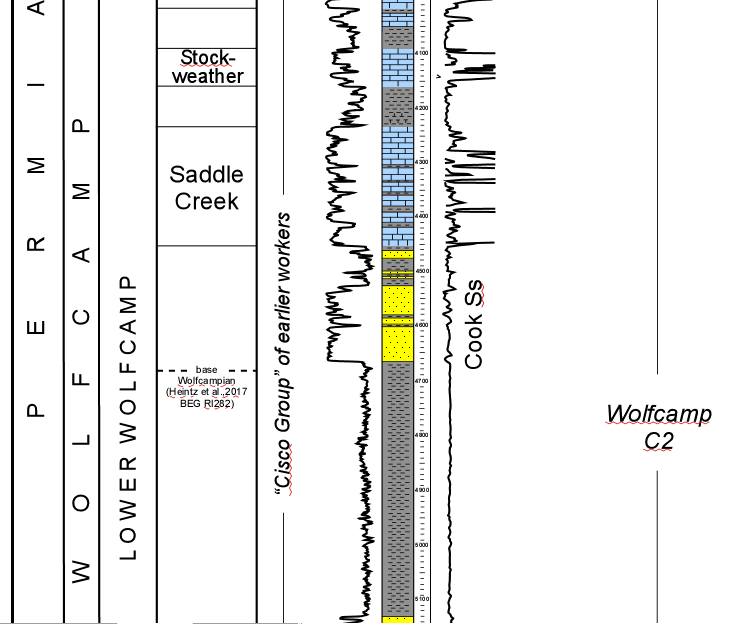 PERMIA
WOLFCAMP
LOWER WOLFCAMP
Stock-
weather
Saddle
Creek
base
Wolfcampian
(Heintz et al.,2017
BEG RI282)
“Cisco Group” of earlier workers
4100
4200
4300
4400
4500
4600
4700
4800
4900
5000
5100
Cook Ss
Wolfcamp
C2